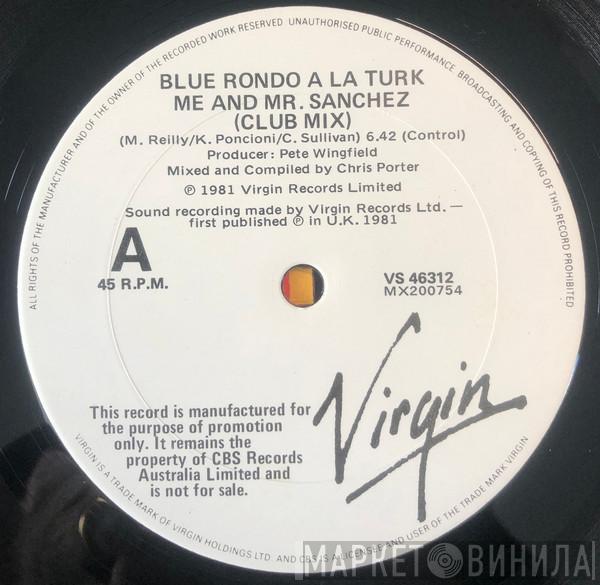 ALL RIGHTS OF THE MANUFACTURER AND OF THE OWNER OF THE RECORDED WORK RESERVED UNAUTHORISED PUBLIC PERFORMANCE BROADCASTING AND COPYING OF THIS RECORD PROHIBITED
BLUE RONDO A LA TURK
ME AND MR. SANCHEZ
(CLUB MIX)
(M. Reilly/K. Poncioni/C. Sullivan) 6.42 (Control)
Producer: Pete Wingfield
Mixed and Compiled by Chris Porter
℗ 1981 Virgin Records Limited
Sound recording made by Virgin Records Ltd. —
first published ℗ in U.K. 1981
A
45 R.P.M.
VS 46312
MX200754
Virgin
This record is manufactured for
the purpose of promotion
only. It remains the
property of CBS Records
Australia Limited and
is not for sale.
VIRGIN IS A TRADE MARK OF VIRGIN HOLDINGS LTD. AND CBS IS A LICENSEE AND USER OF THE TRADE MARK VIRGIN
МАРКЕТ ВИНИЛА